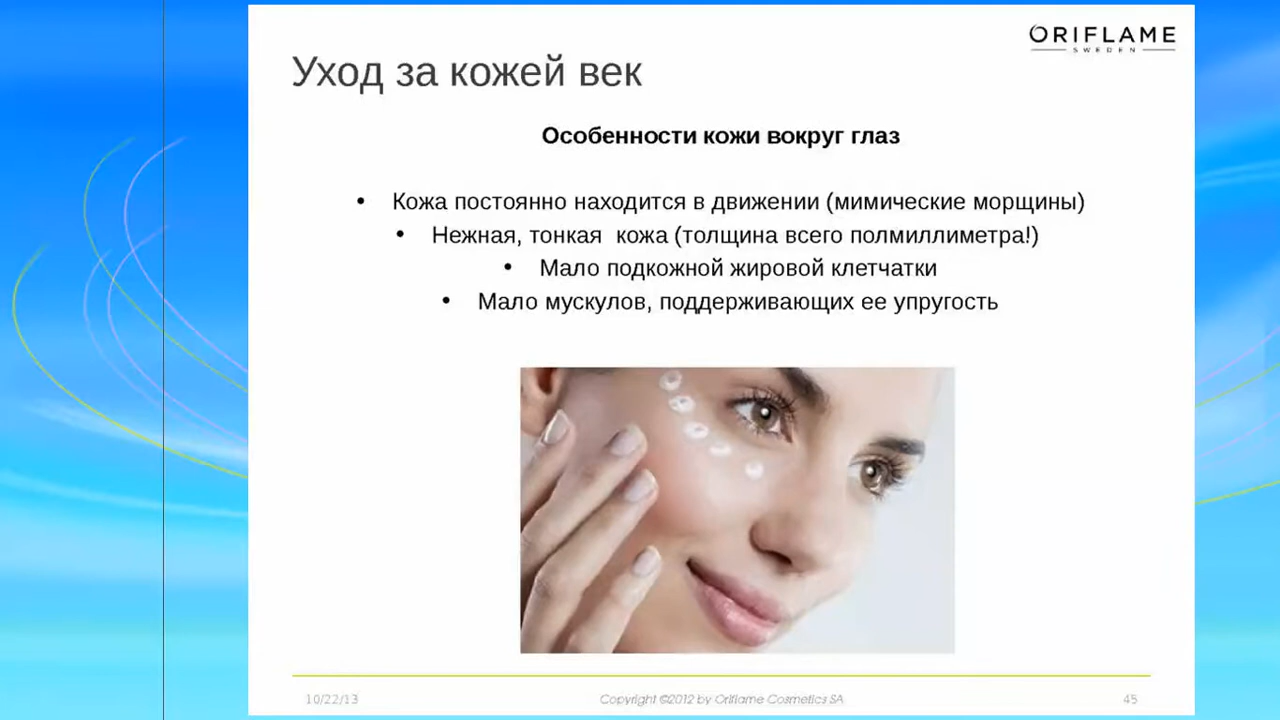 ORIFLAME
SWEDEN
Уход за кожей век
Особенности кожи вокруг глаз
• Кожа постоянно находится в движении (мимические морщины)
• Нежная, тонкая  кожа (толщина всего полмиллиметра!)
• Мало подкожной жировой клетчатки
• Мало мускулов, поддерживающих ее упругость
10/22/13 Copyright ©2012 by Oriflame Cosmetics SA 45